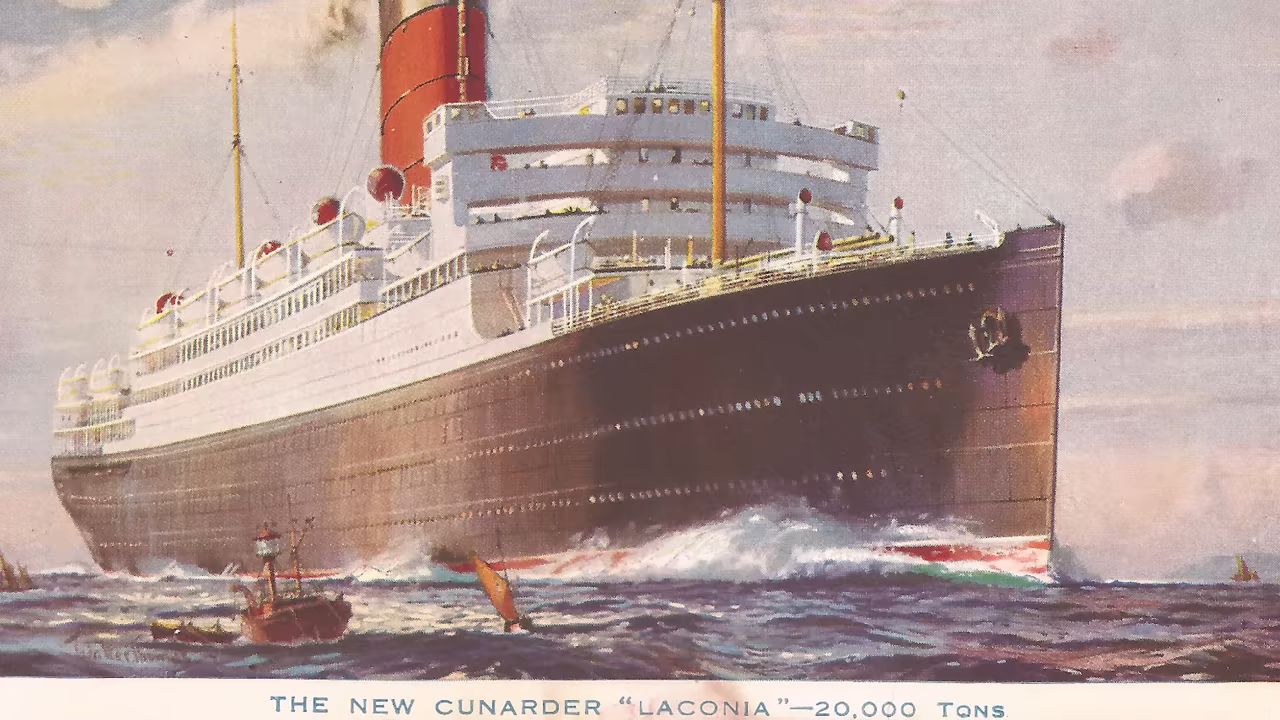 THE NEW CUNARDER "LACONIA"—20,000 TONS